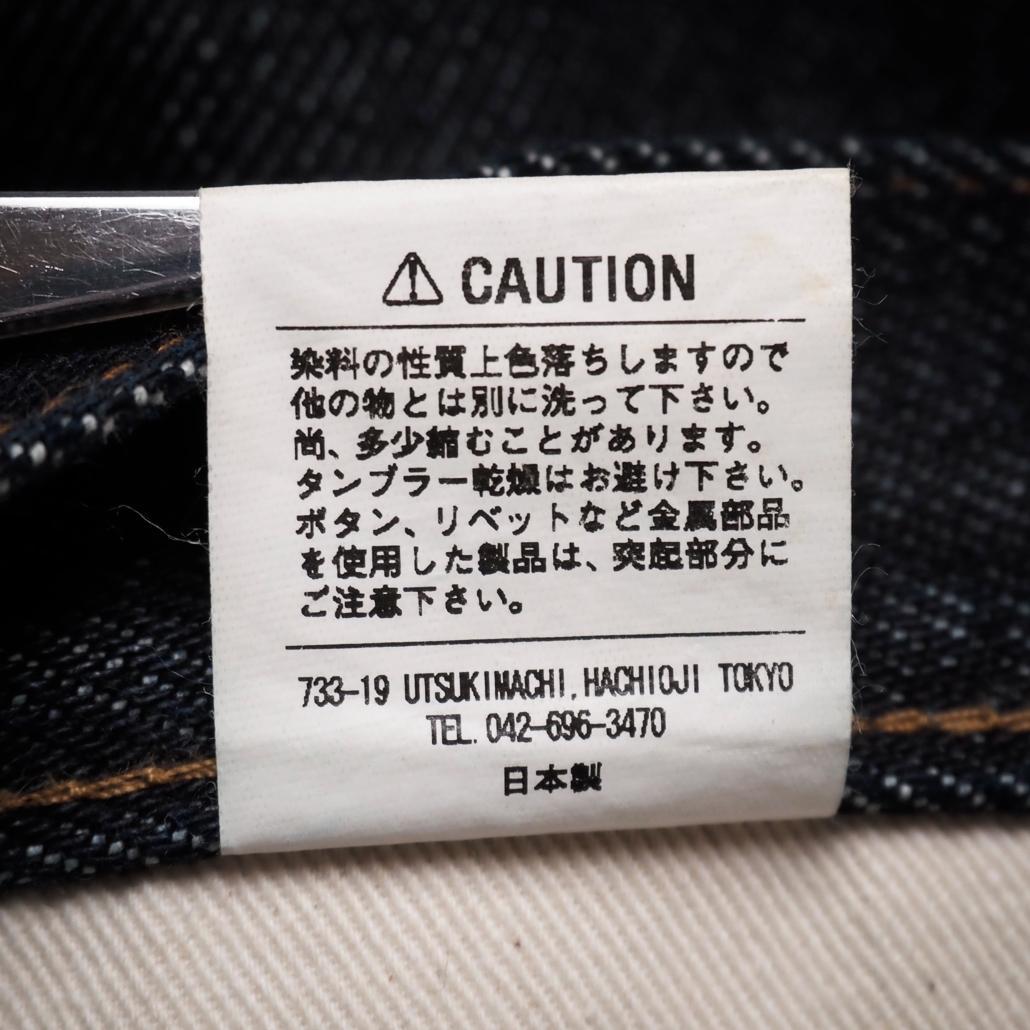 ⚠ CAUTION
染料の性質上色落ちしますので
他の物とは別に洗って下さい。
尚、多少縮むことがあります。
タンブラー乾燥はお避け下さい。
ボタン、リベットなど金属部品
を使用した製品は、突起部分に
ご注意下さい。
733-19 UTSUKIMACHI, HACHIOJI TOKYO
TEL. 042-696-3470
日本製